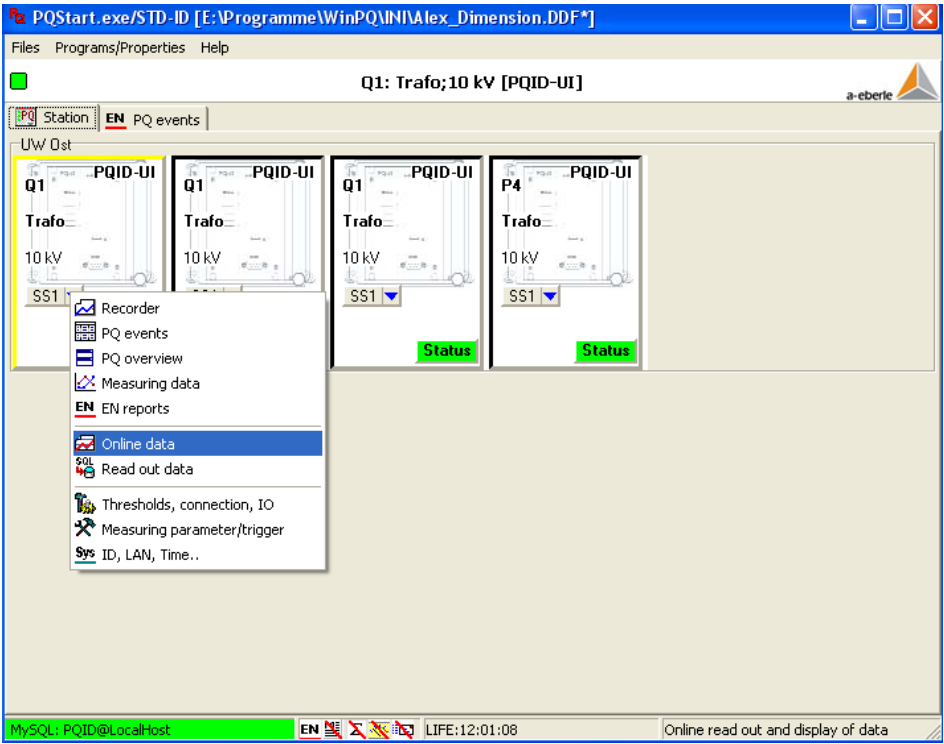 PQStart.exe/STD-ID [E:\Programme\WinPQ\INI\Alex_Dimension.DDF*]
Files Programs/Properties Help
Q1: Trafo;10 kV [PQID-UI]
a-eberle
PQ Station EN PQ events
UW Ost
PQID-UI PQID-UI PQID-UI PQID-UI
Q1 Q1 Q1 P4
Trafo Trafo Trafo Trafo
10 kV 10 kV 10 kV 10 kV
SS1 SS1 SS1
Recorder
PQ events
PQ overview
Status Status
Measuring data
EN EN reports
Online data
SQL Read out data
Thresholds, connection, IO
Measuring parameter/trigger
Sys ID, LAN, Time..
MySQL: PQID@LocalHost EN LIFE:12:01:08 Online read out and display of data